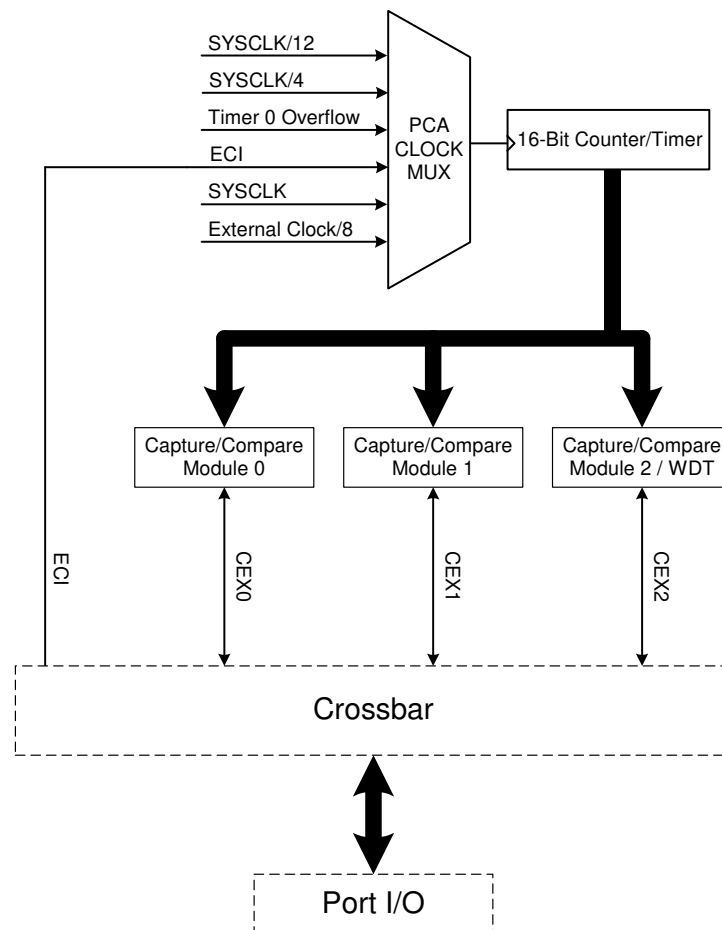 SYSCLK/12
SYSCLK/4
Timer 0 Overflow
ECI
SYSCLK
External Clock/8
PCA
CLOCK
MUX
16-Bit Counter/Timer
Capture/Compare
Module 0
Capture/Compare
Module 1
Capture/Compare
Module 2 / WDT
ECI
CEX0
CEX1
CEX2
Crossbar
Port I/O